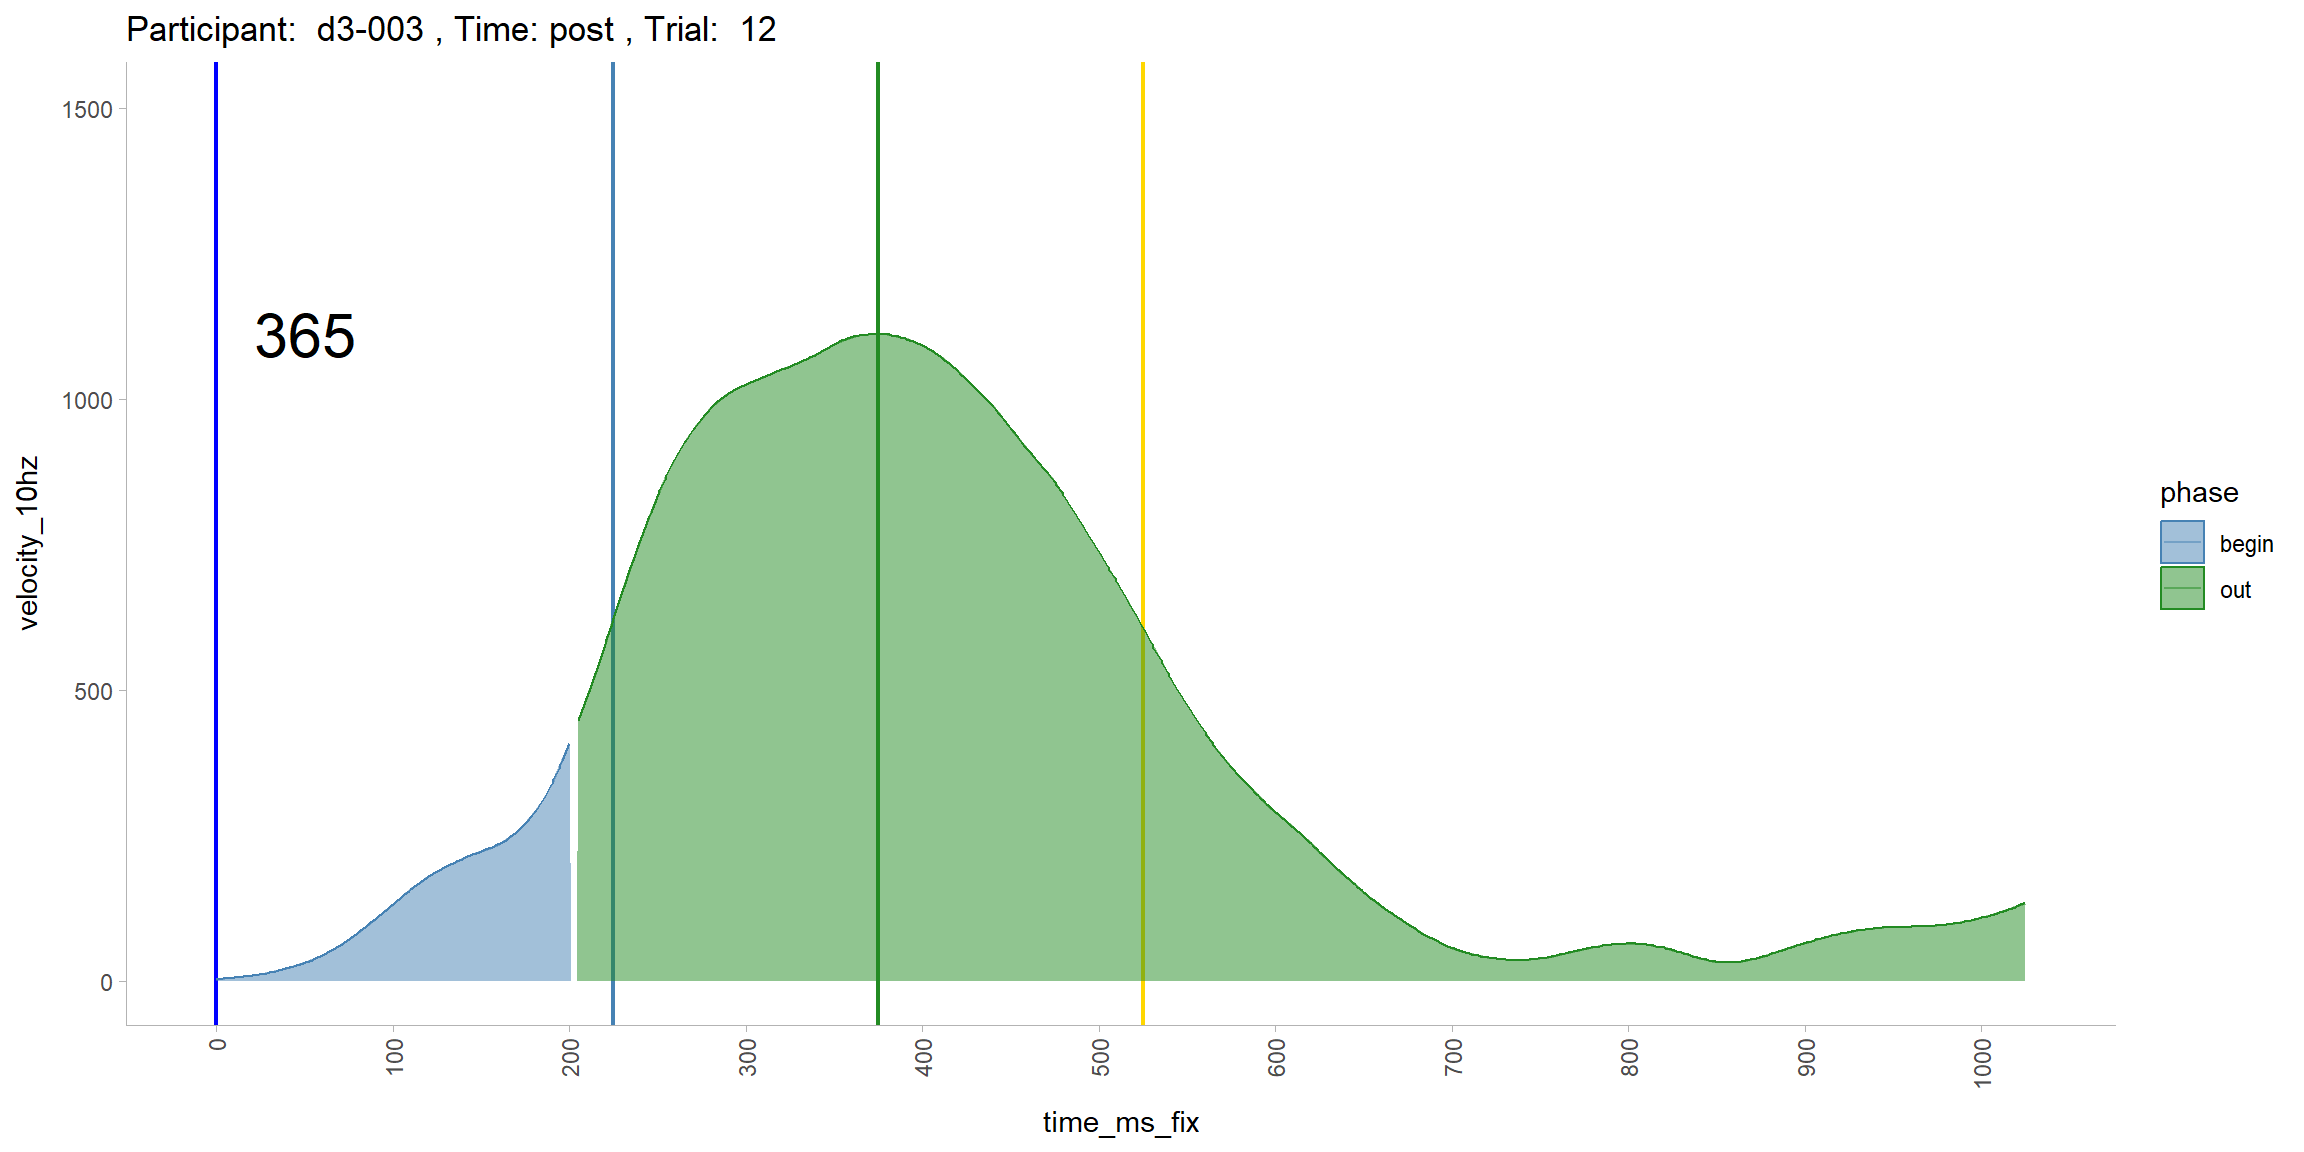 Participant:  d3-003 , Time: post , Trial:  12
1500
1000
500
0
365
velocity_10hz
0 100 200 300 400 500 600 700 800 900 1000
time_ms_fix
phase
begin
out